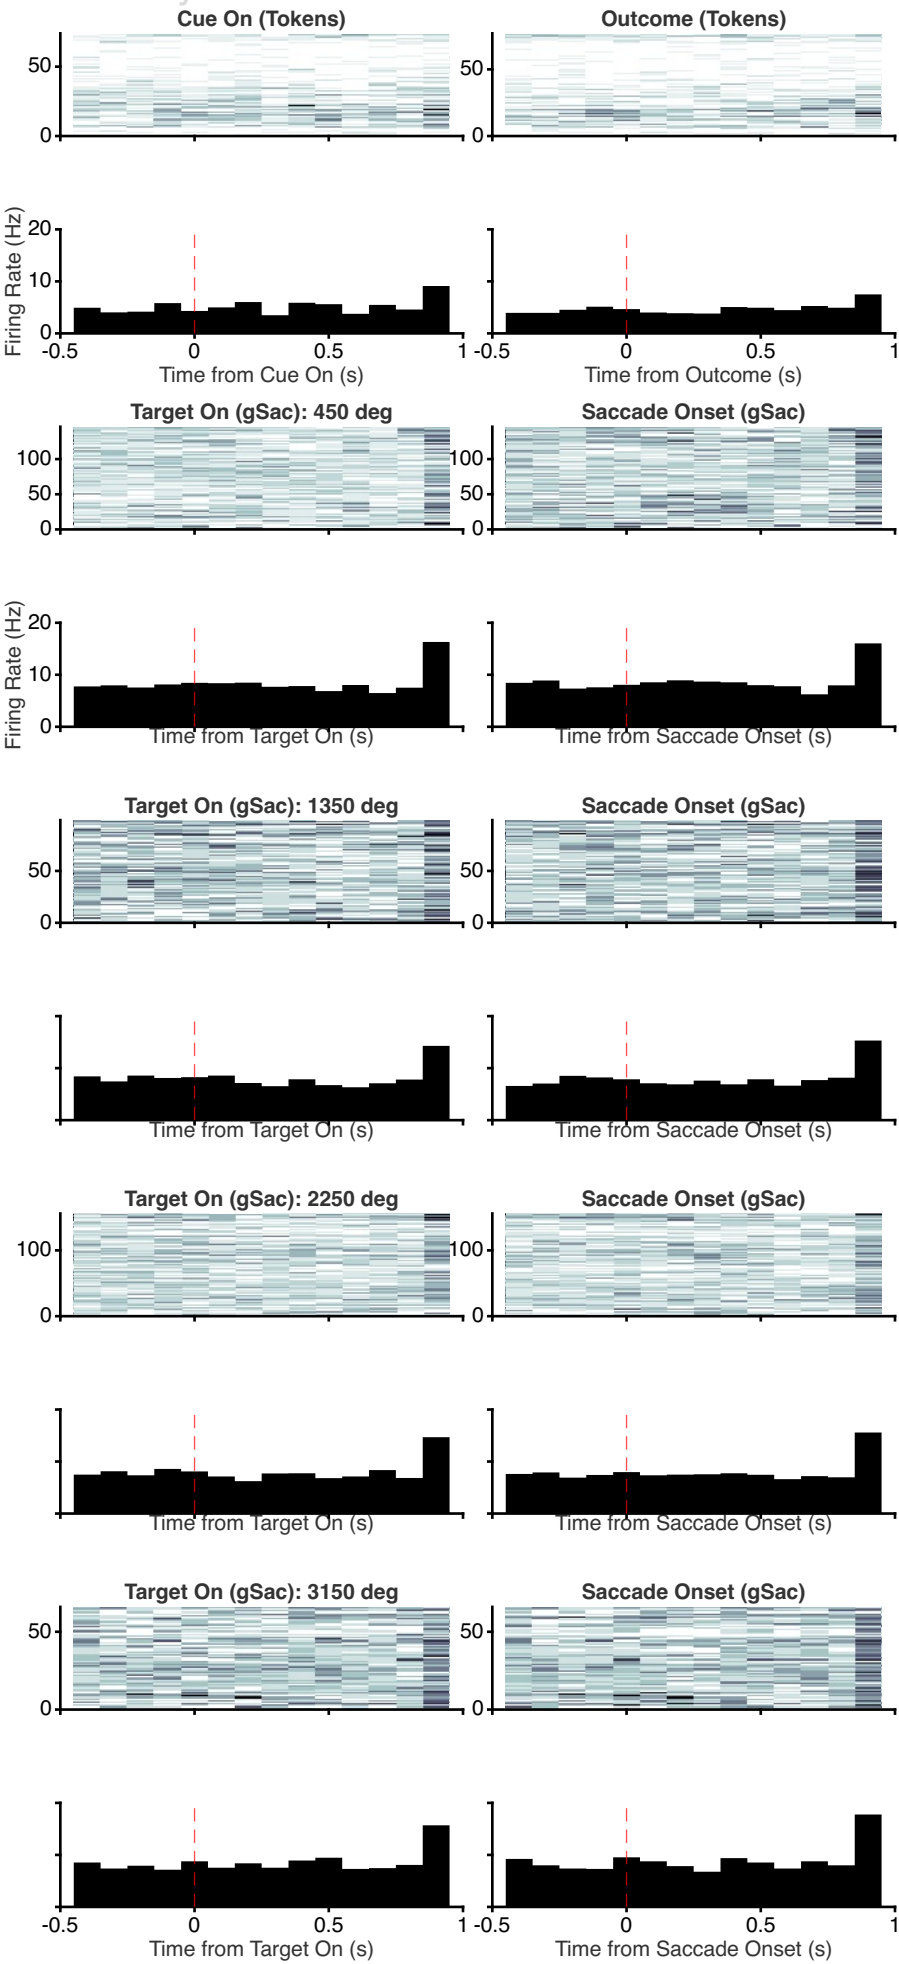 Cue On (Tokens) Outcome (Tokens)
50 50
0 0
Firing Rate (Hz)
20
10
0
-0.5 0 0.5 1 -0.5 0 0.5 1
Time from Cue On (s) Time from Outcome (s)
Target On (gSac): 450 deg Saccade Onset (gSac)
100 100
50 50
0 0
Firing Rate (Hz)
20
10
0
Time from Target On (s) Time from Saccade Onset (s)
Target On (gSac): 1350 deg Saccade Onset (gSac)
50 50
0 0
Time from Target On (s) Time from Saccade Onset (s)
Target On (gSac): 2250 deg Saccade Onset (gSac)
100 100
0 0
Time from Target On (s) Time from Saccade Onset (s)
Target On (gSac): 3150 deg Saccade Onset (gSac)
50 50
0 0
-0.5 0 0.5 1 -0.5 0 0.5 1
Time from Target On (s) Time from Saccade Onset (s)